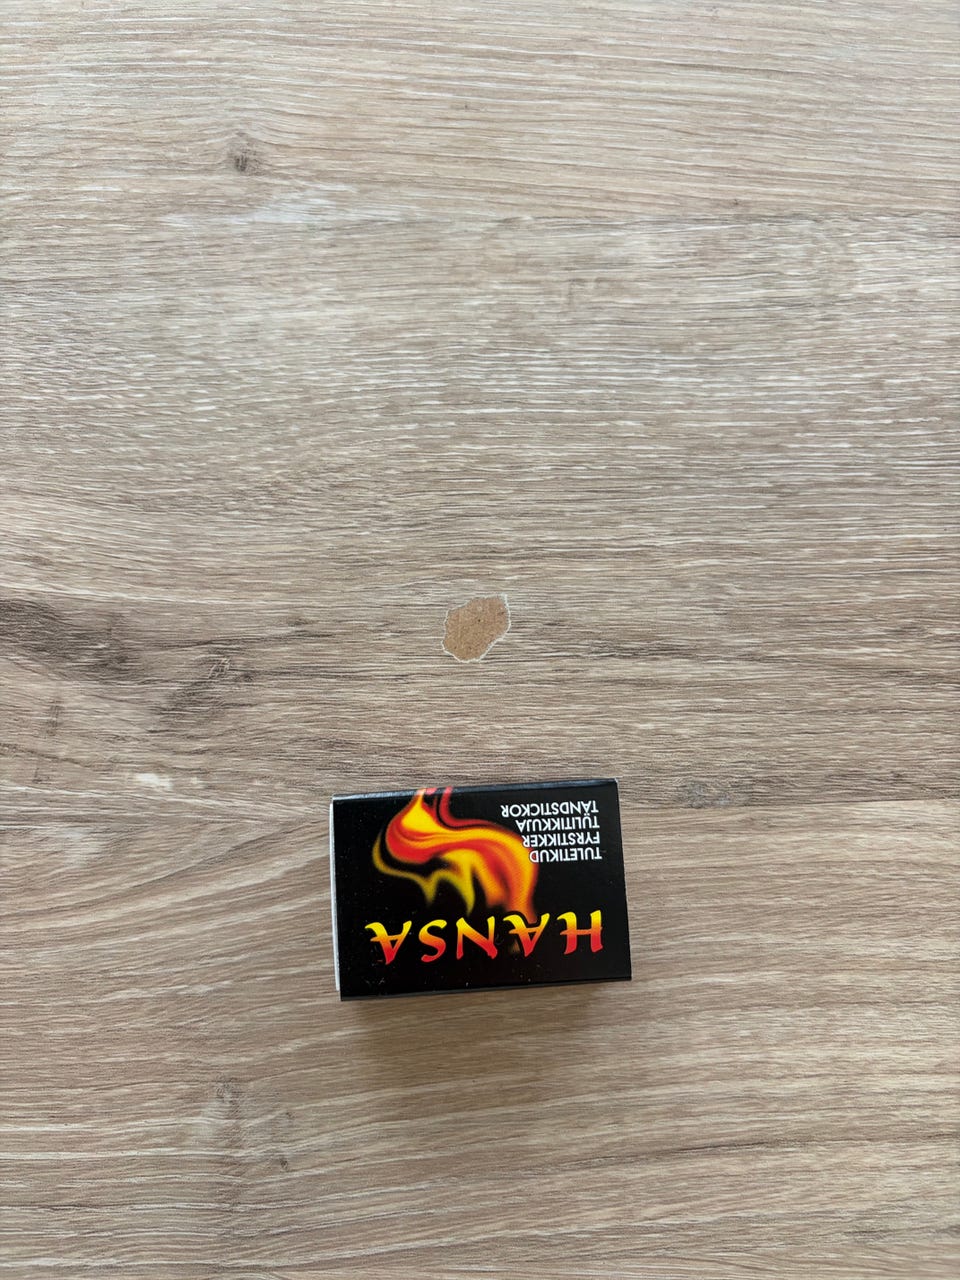 HANSA
TULETIKUD
FYRSTIKKER
TULITIKKUJA
TÄNDSTICKOR